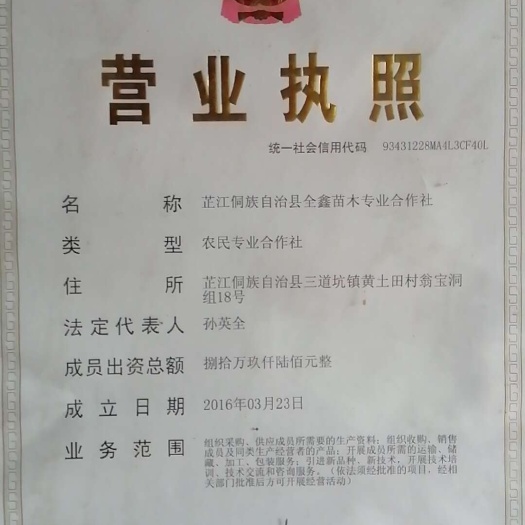 营业执照
统一社会信用代码 93431228MA4L3CF40L
名称 芷江侗族自治县全鑫苗木专业合作社
类型 农民专业合作社
住所 芷江侗族自治县三道坑镇黄土田村翁宝洞
组18号
法定代表人 孙英全
成员出资总额 捌拾万玖仟陆佰元整
成立日期 2016年03月23日
业务范围 组织采购、供应成员所需要的生产资料；组织收购、销售
成员及同类生产经营者的产品；开展成员所需的运输、储
藏、加工、包装服务；引进新品种、新技术，开展技术培
训、技术交流和咨询服务。（依法须经批准的项目，经相
关部门批准后方可开展经营活动）